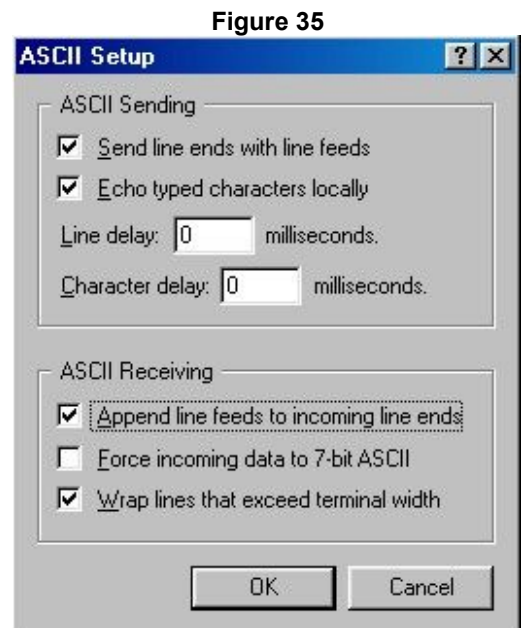 Figure 35
ASCII Setup
ASCII Sending
Send line ends with line feeds
Echo typed characters locally
Line delay: 0 milliseconds.
Character delay: 0 milliseconds.
ASCII Receiving
Append line feeds to incoming line ends
Force incoming data to 7-bit ASCII
Wrap lines that exceed terminal width
OK Cancel